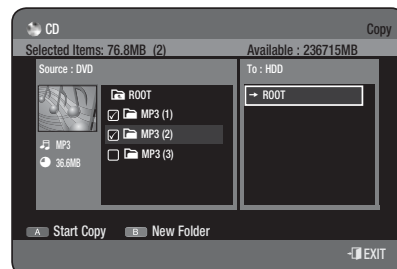 CD Copy
Selected Items: 76.8MB (2) Available : 236715MB
Source : DVD To : HDD
ROOT → ROOT
MP3 (1)
MP3 (2)
MP3 (3)
MP3
36.6MB
A Start Copy B New Folder
EXIT